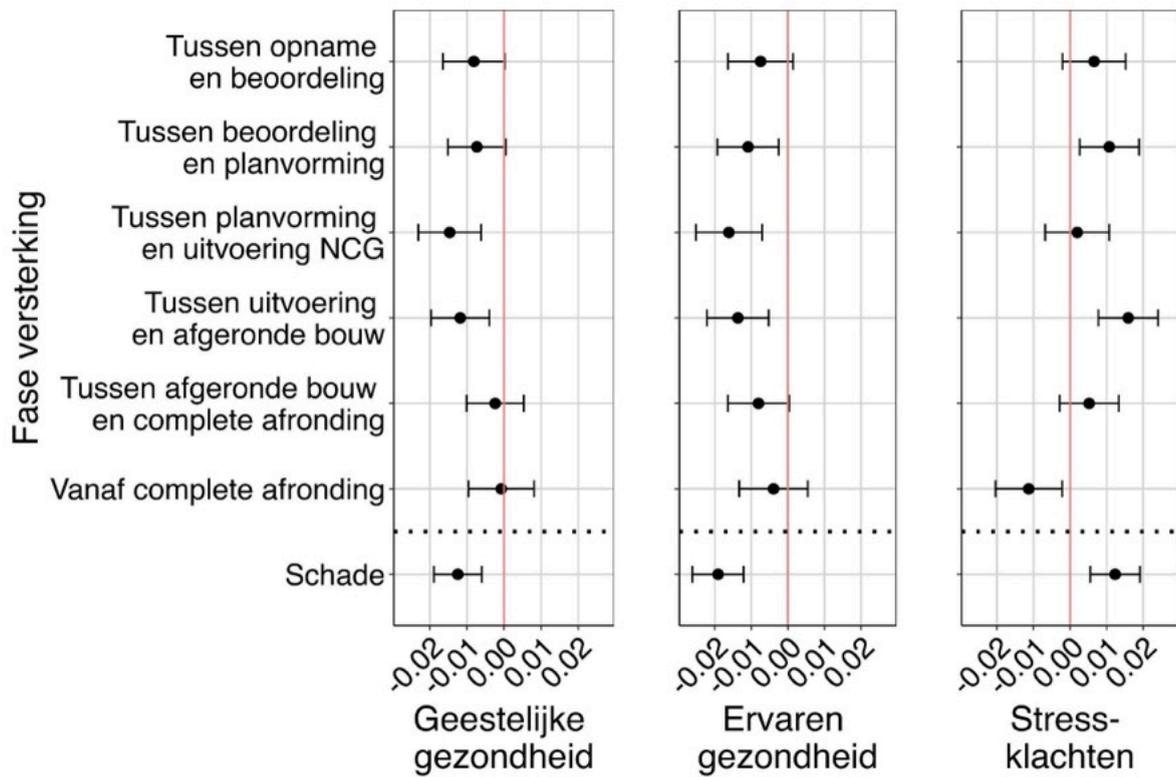 Fase versterking
Tussen opname
en beoordeling
Tussen beoordeling
en planvorming
Tussen planvorming
en uitvoering NCG
Tussen uitvoering
en afgeronde bouw
Tussen afgeronde bouw
en complete afronding
Vanaf complete afronding
Schade
-0.02 -0.01 0.00 0.01 0.02
-0.02 -0.01 0.00 0.01 0.02
-0.02 -0.01 0.00 0.01 0.02
Geestelijke
gezondheid
Ervaren
gezondheid
Stress-
klachten